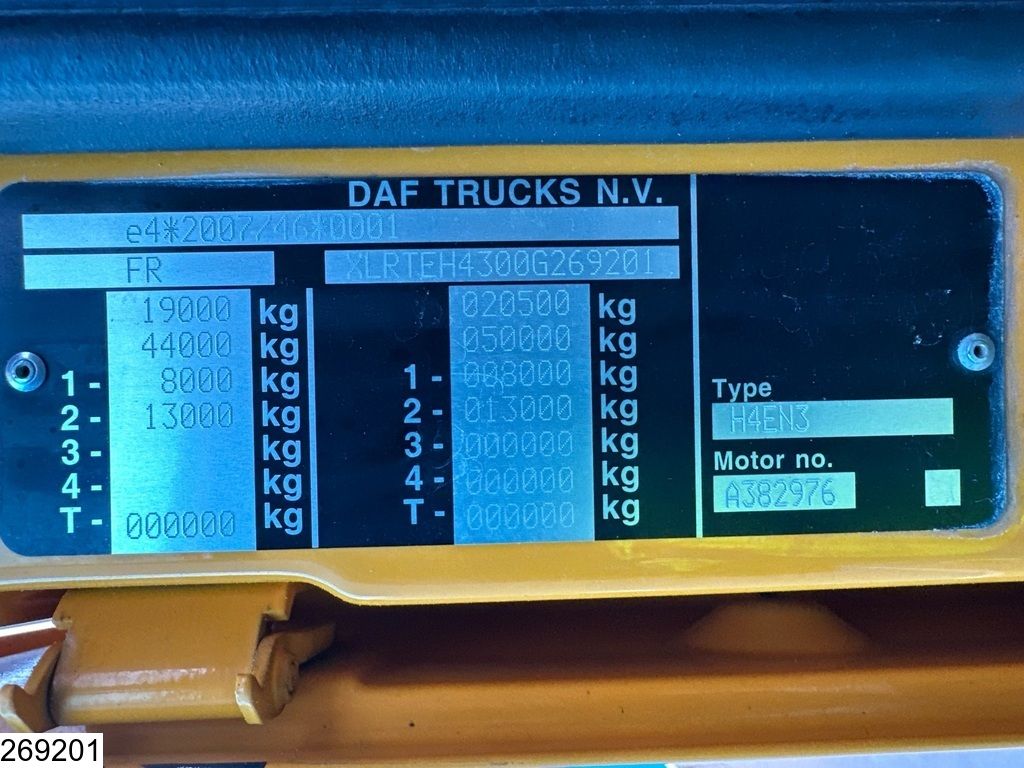 DAF TRUCKS N.V.
e4*2007/46*0001
FR XLRTEH4300G269201
19000 kg 020500 kg
44000 kg 050000 kg
1- 8000 kg 1- 008000 kg
2- 13000 kg 2- 013000 kg
3- kg 3- 000000 kg
4- kg 4- 000000 kg
T- 000000 kg T- 000000 kg
Type
H4EN3
Motor no.
A382976
269201